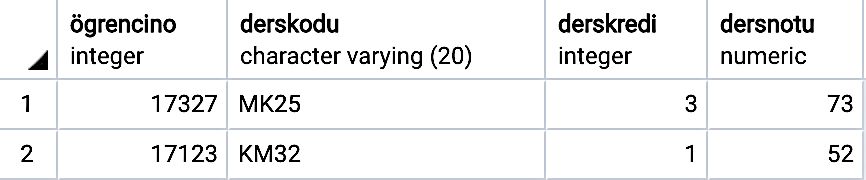 ögrencino derskodu derskredi dersnotu
integer character varying (20) integer numeric
1 17327 MK25 3 73
2 17123 KM32 1 52